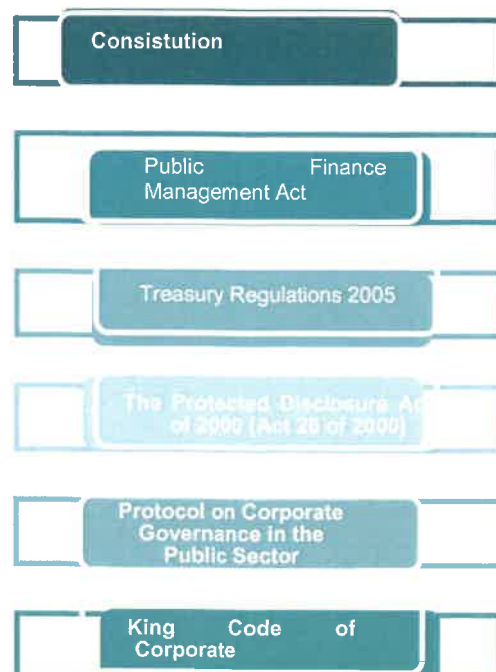 Consistution
Public Finance
Management Act
Treasury Regulations 2005
The Protected Disclosure Ac
of 2000 (Act 26 of 2000)
Protocol on Corporate
Governance in the
Public Sector
King Code of
Corporate